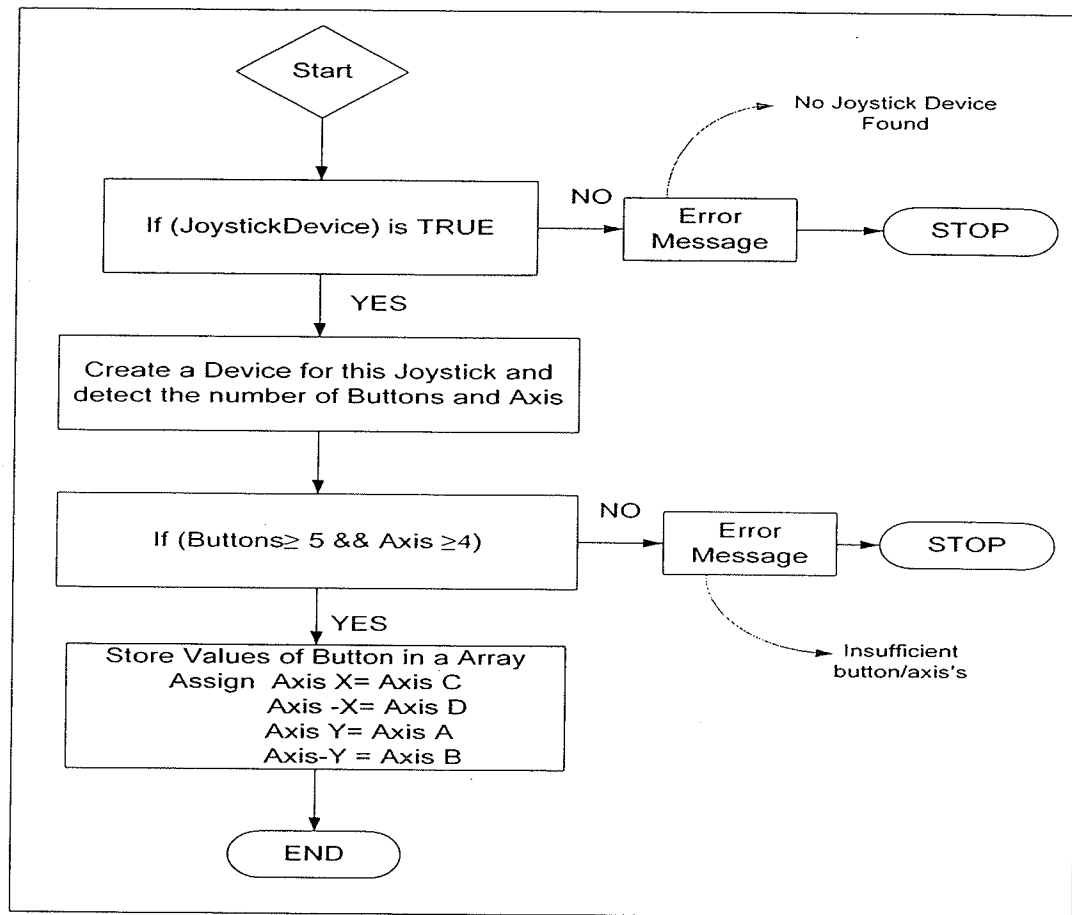 Start
No Joystick Device
Found
If (JoystickDevice) is TRUE
NO
Error
Message
STOP
YES
Create a Device for this Joystick and
detect the number of Buttons and Axis
If (Buttons≥ 5 && Axis ≥4)
NO
Error
Message
STOP
YES
Insufficient
button/axis's
Store Values of Button in a Array
Assign Axis X= Axis C
Axis -X= Axis D
Axis Y= Axis A
Axis-Y = Axis B
END